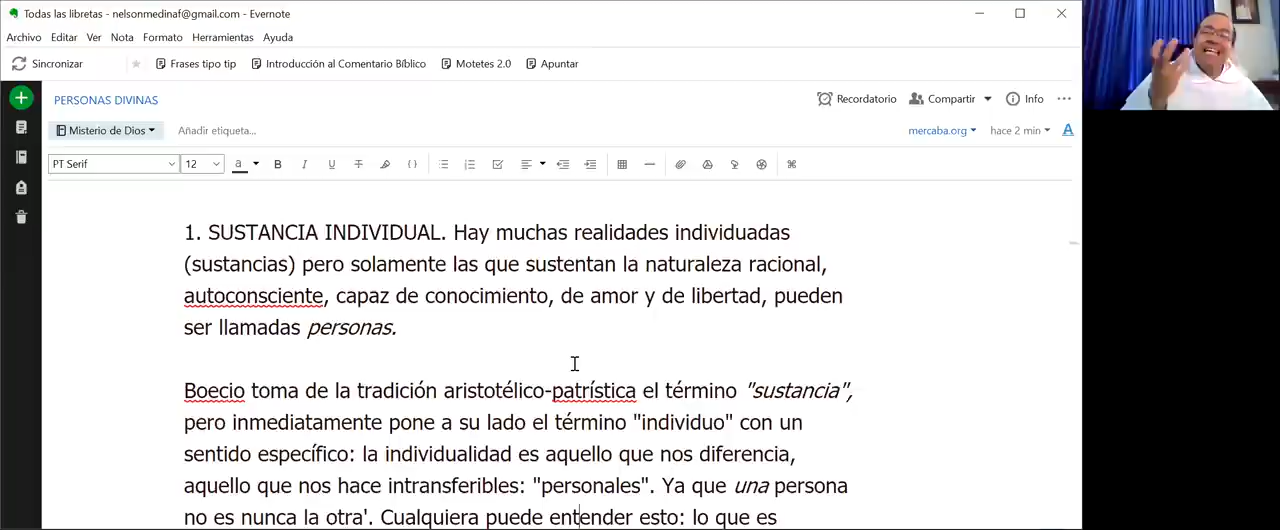 Todas las libretas - nelsonmedinaf@gmail.com - Evernote
Archivo Editar Ver Nota Formato Herramientas Ayuda
Sincronizar Frases tipo tip Introducción al Comentario Bíblico Motetes 2.0 Apuntar
PERSONAS DIVINAS Recordatorio Compartir Info
Misterio de Dios Añadir etiqueta... mercaba.org hace 2 min A
PT Serif 12 a B I U T { }
1. SUSTANCIA INDIVIDUAL. Hay muchas realidades individuadas
(sustancias) pero solamente las que sustentan la naturaleza racional,
autoconsciente, capaz de conocimiento, de amor y de libertad, pueden
ser llamadas personas.
Boecio toma de la tradición aristotélico-patrística el término "sustancia",
pero inmediatamente pone a su lado el término "individuo" con un
sentido específico: la individualidad es aquello que nos diferencia,
aquello que nos hace intransferibles: "personales". Ya que una persona
no es nunca la otra'. Cualquiera puede entender esto: lo que es